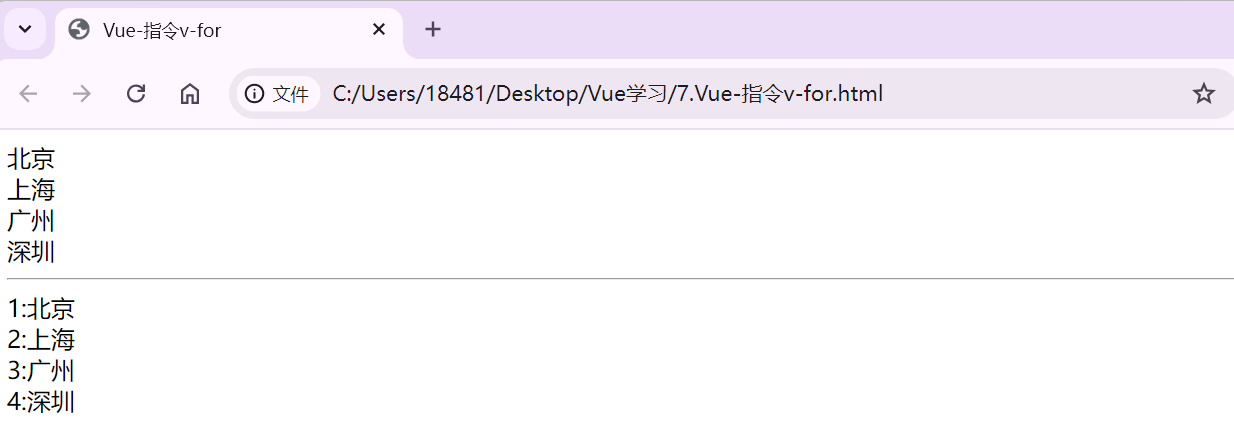 Vue-指令v-for
文件 C:/Users/18481/Desktop/Vue学习/7.Vue-指令v-for.html
北京
上海
广州
深圳
1:北京
2:上海
3:广州
4:深圳